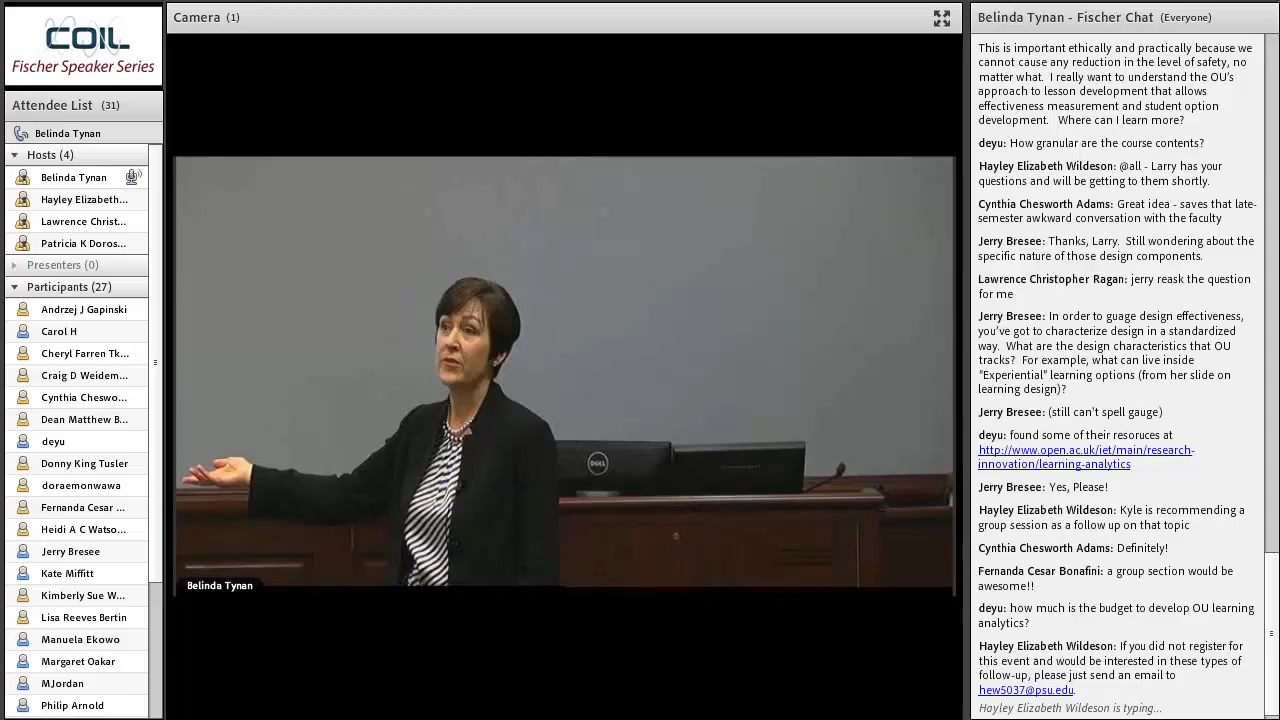 COIL
Fischer Speaker Series
Attendee List (31)
Belinda Tynan
Hosts (4)
Belinda Tynan
Hayley Elizabeth...
Lawrence Christ...
Patricia K Doros...
Presenters (0)
Participants (27)
Andrzej J Gapinski
Carol H
Cheryl Farren Tk...
Craig D Weidem...
Cynthia Cheswo...
Dean Matthew B...
deyu
Donny King Tusler
doraemonwawa
Fernanda Cesar ...
Heidi A C Watso...
Jerry Bresee
Kate Miffitt
Kimberly Sue W...
Lisa Reeves Bertin
Manuela Ekowo
Margaret Oakar
MJordan
Philip Arnold
Camera (1)
DELL
Belinda Tynan
Belinda Tynan - Fischer Chat (Everyone)
This is important ethically and practically because we
cannot cause any reduction in the level of safety, no
matter what. I really want to understand the OU's
approach to lesson development that allows
effectiveness measurement and student option
development. Where can I learn more?
deyu: How granular are the course contents?
Hayley Elizabeth Wildeson: @all - Larry has your
questions and will be getting to them shortly.
Cynthia Chesworth Adams: Great idea - saves that late-
semester awkward conversation with the faculty
Jerry Bresee: Thanks, Larry. Still wondering about the
specific nature of those design components.
Lawrence Christopher Ragan: jerry reask the question
for me
Jerry Bresee: In order to guage design effectiveness,
you've got to characterize design in a standardized
way. What are the design characteristics that OU
tracks? For example, what can live inside
"Experiential" learning options (from her slide on
learning design)?
Jerry Bresee: (still can't spell gauge)
deyu: found some of their resoruces at
http://www.open.ac.uk/iet/main/research-
innovation/learning-analytics
Jerry Bresee: Yes, Please!
Hayley Elizabeth Wildeson: Kyle is recommending a
group session as a follow up on that topic
Cynthia Chesworth Adams: Definitely!
Fernanda Cesar Bonafini: a group section would be
awesome!!
deyu: how much is the budget to develop OU learning
analytics?
Hayley Elizabeth Wildeson: If you did not register for
this event and would be interested in these types of
follow-up, please just send an email to
hew5037@psu.edu.
Hayley Elizabeth Wildeson is typing...